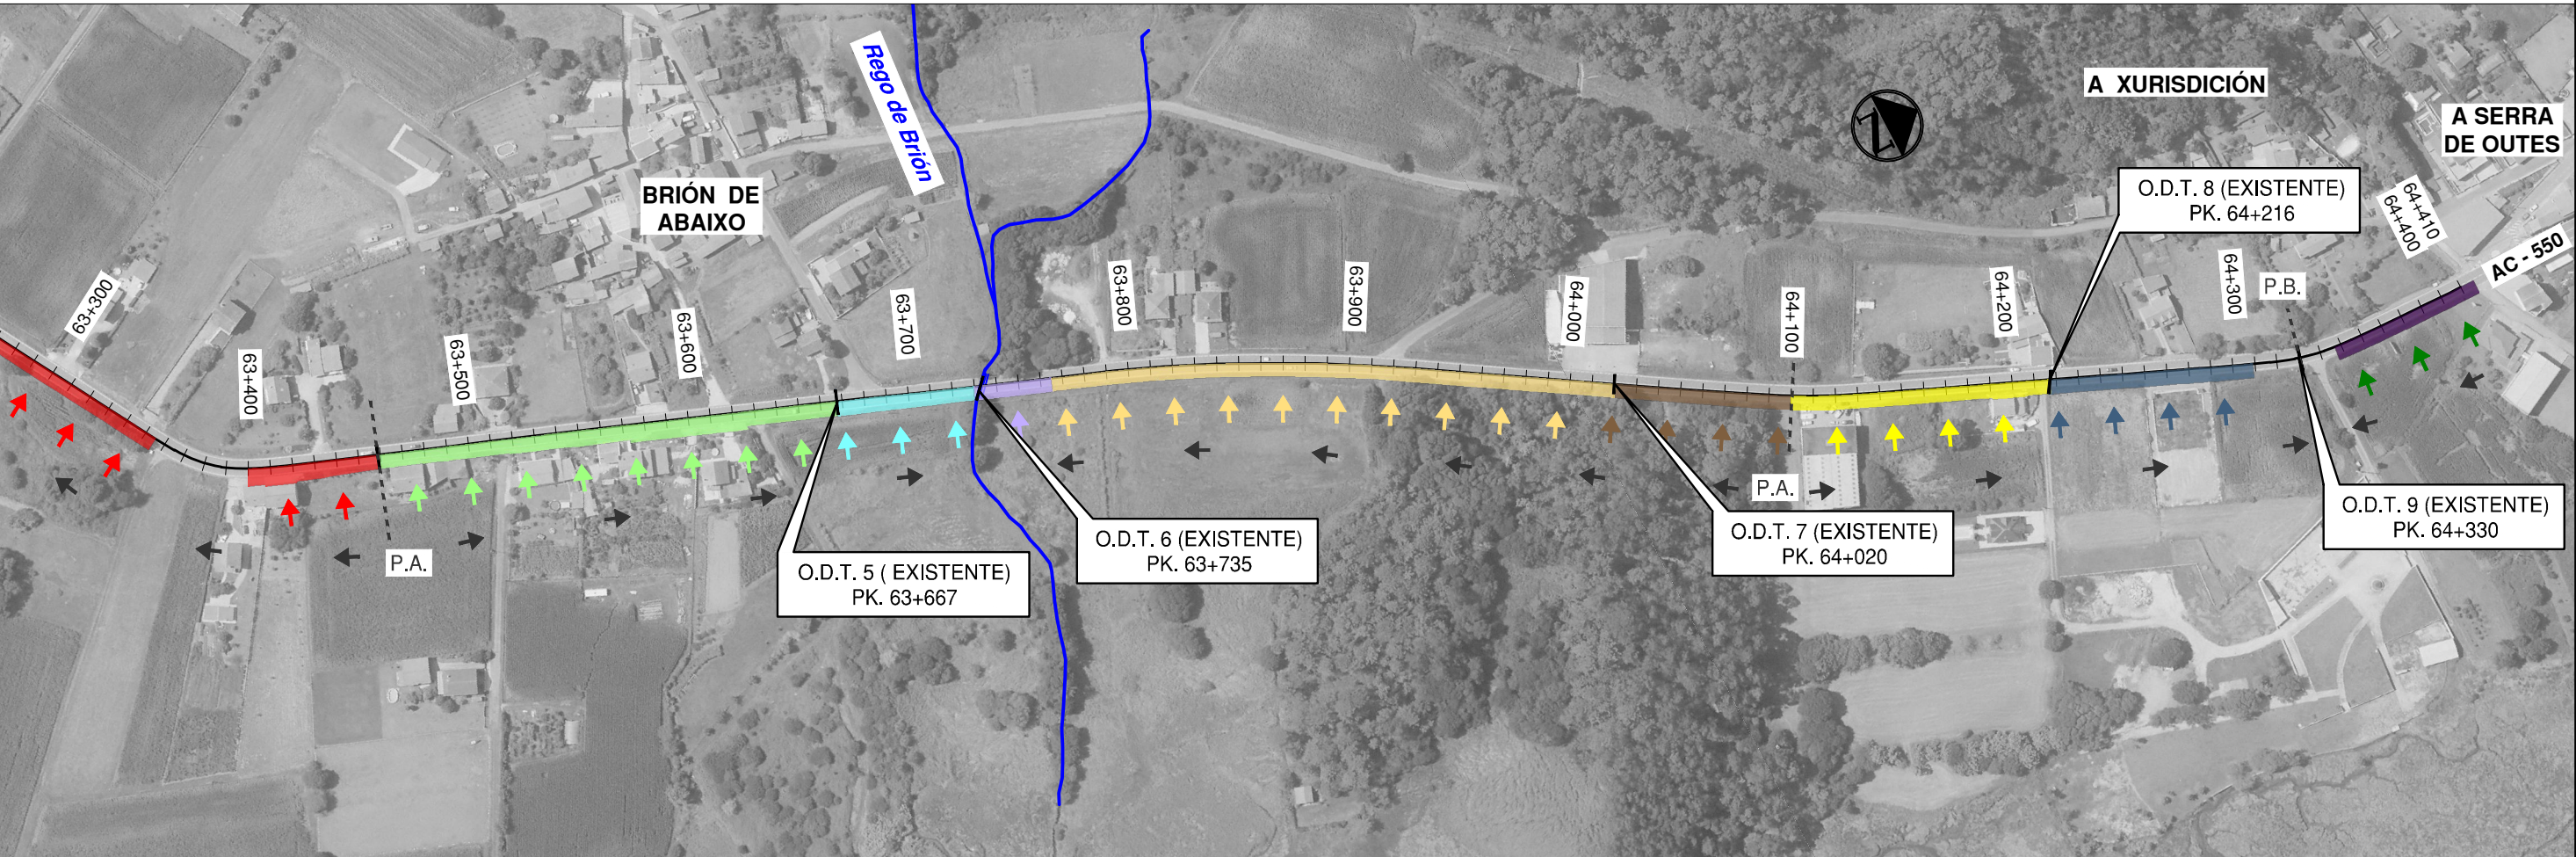 A XURISDICIÓN
A SERRA
DE OUTES
Rego de Brión
BRIÓN DE
ABAIXO
O.D.T. 8 (EXISTENTE)
PK. 64+216
64+410
64+400
AC - 550
63+300
63+400
63+500
63+600
63+700
63+800
63+900
64+000
64+100
64+200
64+300
P.B.
P.A.
P.A.
O.D.T. 5 ( EXISTENTE)
PK. 63+667
O.D.T. 6 (EXISTENTE)
PK. 63+735
O.D.T. 7 (EXISTENTE)
PK. 64+020
O.D.T. 9 (EXISTENTE)
PK. 64+330